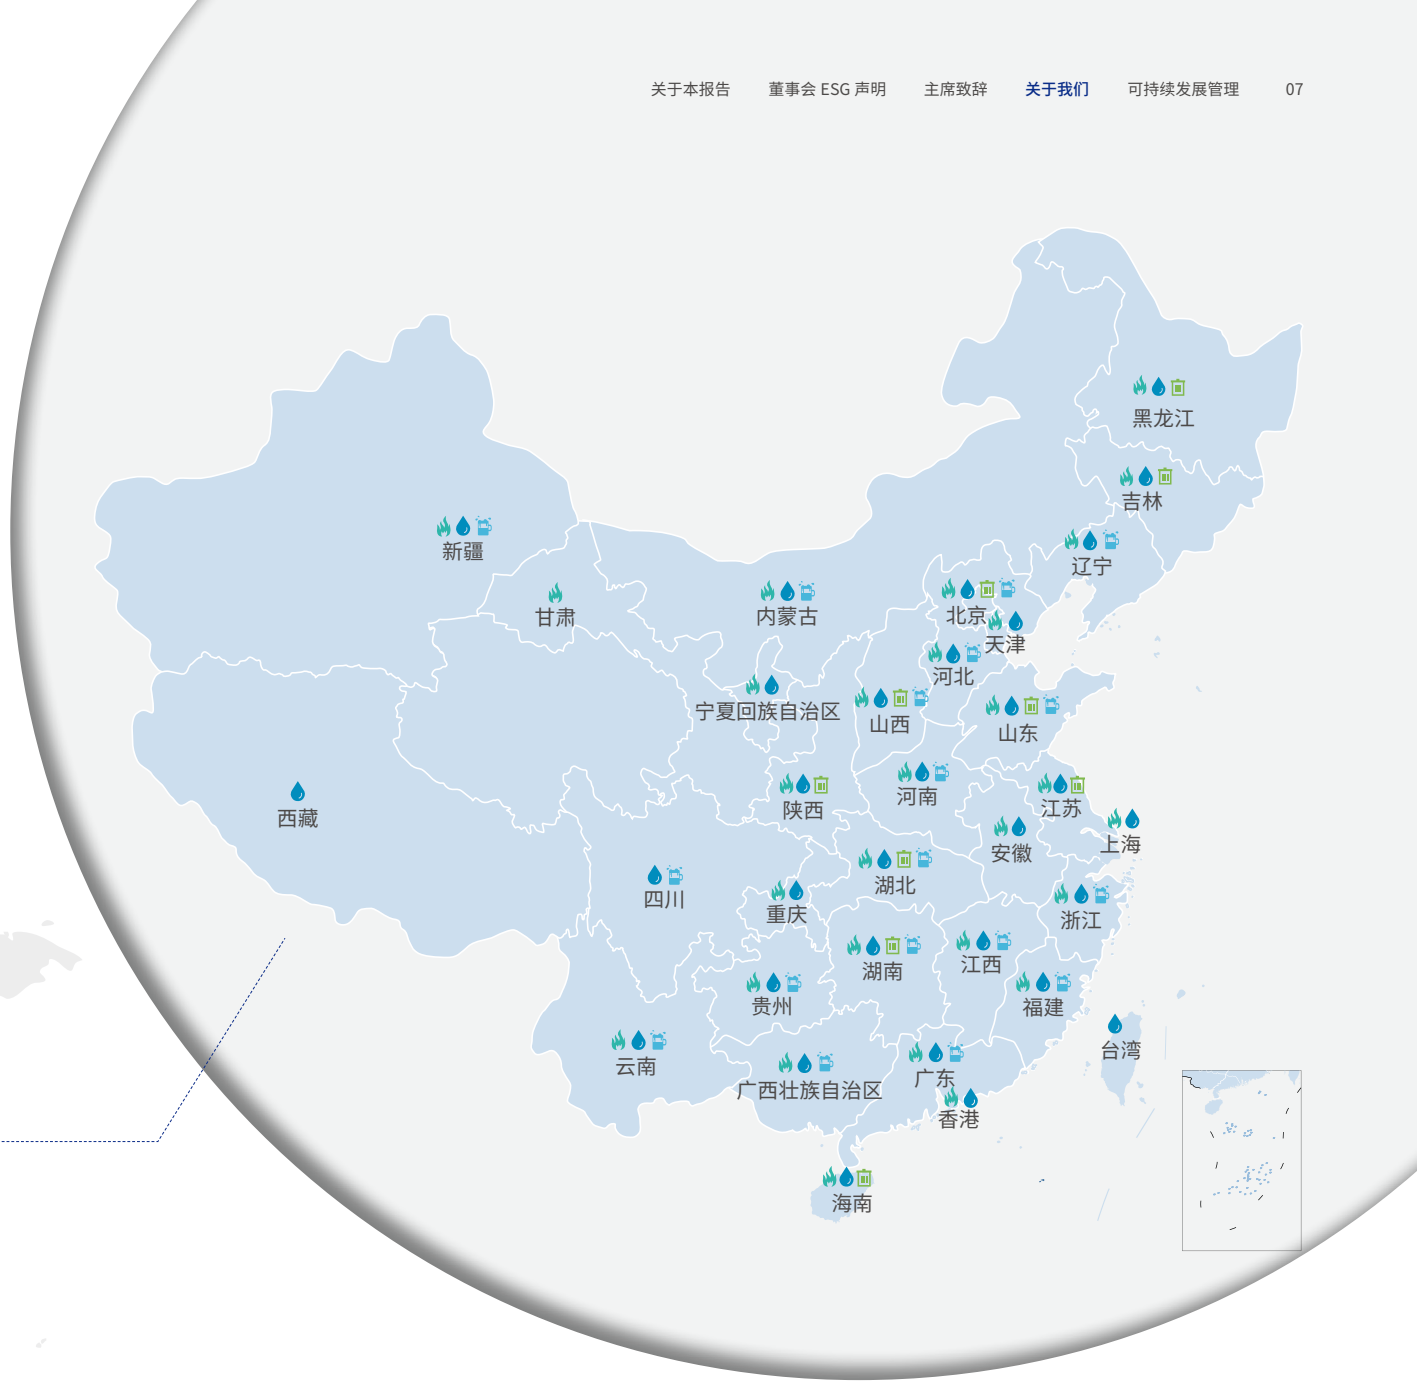 关于本报告 董事会 ESG 声明 主席致辞 关于我们 可持续发展管理 07
黑龙江
吉林
新疆
辽宁
甘肃
内蒙古
北京
天津
河北
宁夏回族自治区
山西
山东
河南
陕西
江苏
西藏
上海
安徽
湖北
四川
重庆
浙江
湖南
江西
贵州
福建
台湾
云南
广东
广西壮族自治区
香港
海南